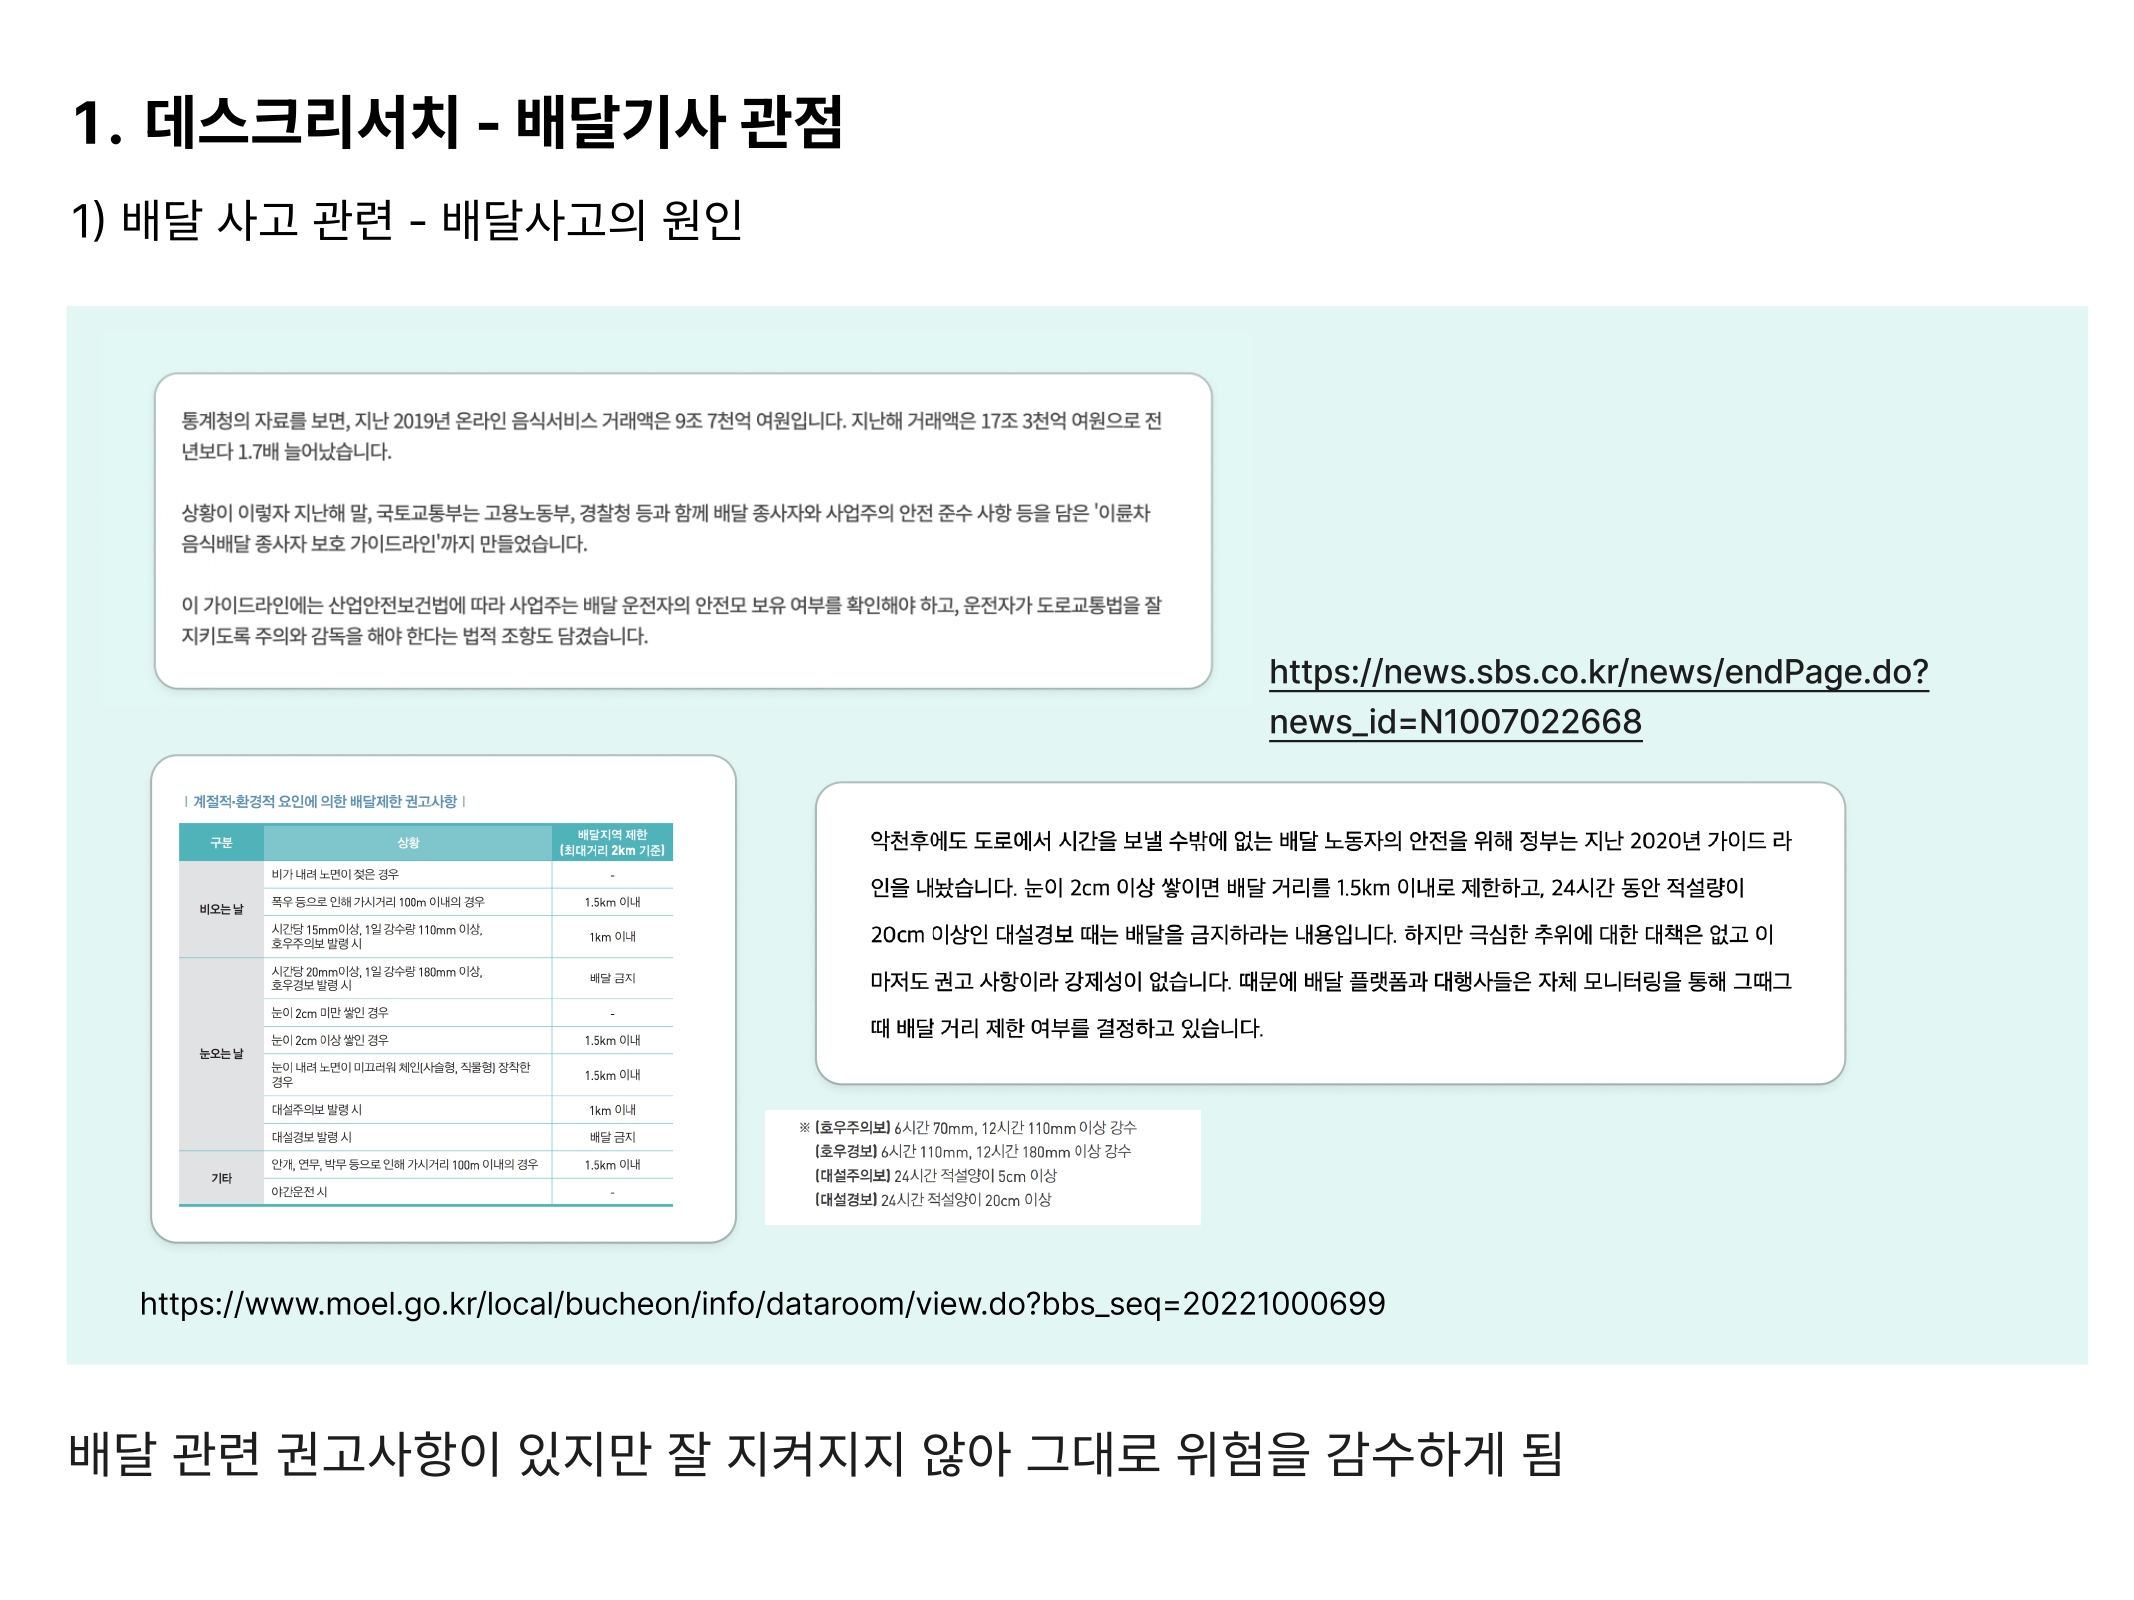 1. 데스크리서치 - 배달기사 관점
1) 배달 사고 관련 - 배달사고의 원인
통계청의 자료를 보면, 지난 2019년 온라인 음식서비스 거래액은 9조 7천억 여원입니다. 지난해 거래액은 17조 3천억 여원으로 전
년보다 1.7배 늘어났습니다.
상황이 이렇자 지난해 말, 국토교통부는 고용노동부, 경찰청 등과 함께 배달 종사자와 사업주의 안전 준수 사항 등을 담은 '이륜차
음식배달 종사자 보호 가이드라인'까지 만들었습니다.
이 가이드라인에는 산업안전보건법에 따라 사업주는 배달 운전자의 안전모 보유 여부를 확인해야 하고, 운전자가 도로교통법을 잘
지키도록 주의와 감독을 해야 한다는 법적 조항도 담겼습니다.
https://news.sbs.co.kr/news/endPage.do?
news_id=N1007022668
| 계절적·환경적 요인에 의한 배달제한 권고사항 |
구분 상황 배달지역 제한
(최대거리 2km 기준)
비오는 날
비가 내려 노면이 젖은 경우 -
폭우 등으로 인해 가시거리 100m 이내의 경우 1.5km 이내
시간당 15mm이상, 1일 강수량 110mm 이상,
호우주의보 발령 시 1km 이내
눈오는 날
시간당 20mm이상, 1일 강수량 180mm 이상,
호우경보 발령 시 배달 금지
눈이 2cm 미만 쌓인 경우 -
눈이 2cm 이상 쌓인 경우 1.5km 이내
눈이 내려 노면이 미끄러워 체인(사슬형, 직물형) 장착한
경우 1.5km 이내
대설주의보 발령 시 1km 이내
대설경보 발령 시 배달 금지
기타
안개, 연무, 박무 등으로 인해 가시거리 100m 이내의 경우 1.5km 이내
야간운전 시 -
악천후에도 도로에서 시간을 보낼 수밖에 없는 배달 노동자의 안전을 위해 정부는 지난 2020년 가이드 라
인을 내놨습니다. 눈이 2cm 이상 쌓이면 배달 거리를 1.5km 이내로 제한하고, 24시간 동안 적설량이
20cm 이상인 대설경보 때는 배달을 금지하라는 내용입니다. 하지만 극심한 추위에 대한 대책은 없고 이
마저도 권고 사항이라 강제성이 없습니다. 때문에 배달 플랫폼과 대행사들은 자체 모니터링을 통해 그때그
때 배달 거리 제한 여부를 결정하고 있습니다.
※ (호우주의보) 6시간 70mm, 12시간 110mm 이상 강수
(호우경보) 6시간 110mm, 12시간 180mm 이상 강수
(대설주의보) 24시간 적설양이 5cm 이상
(대설경보) 24시간 적설양이 20cm 이상
https://www.moel.go.kr/local/bucheon/info/dataroom/view.do?bbs_seq=20221000699
배달 관련 권고사항이 있지만 잘 지켜지지 않아 그대로 위험을 감수하게 됨